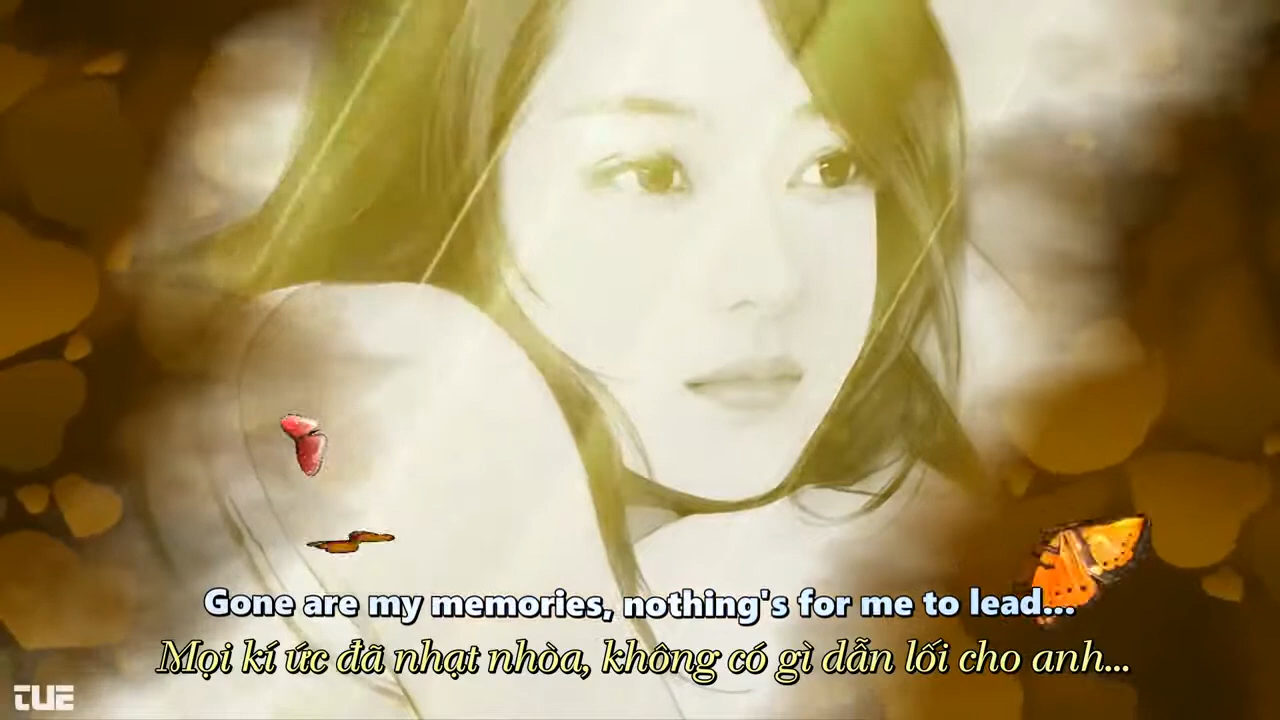 Gone are my memories, nothing's for me to lead...
Mọi kí ức đã nhạt nhòa, không có gì dẫn lối cho anh...
TUE